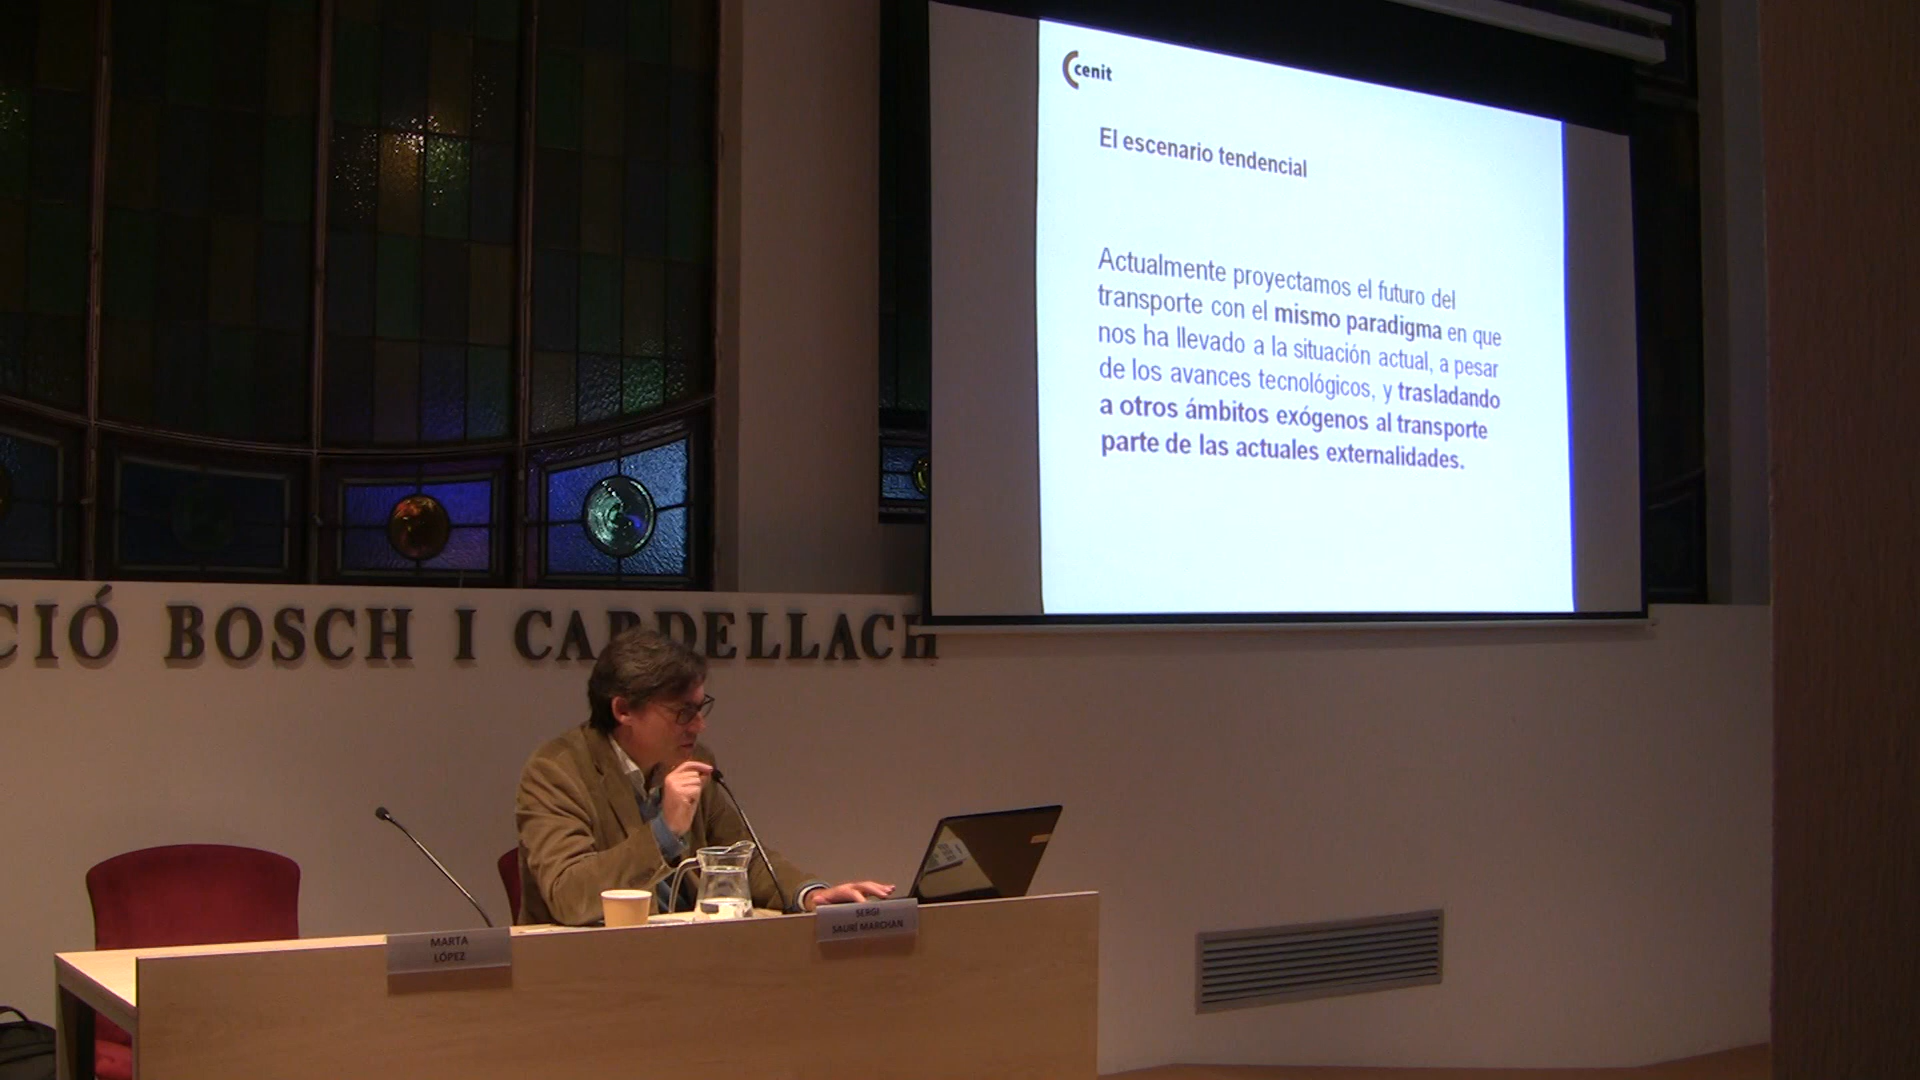 cenit
El escenario tendencial
Actualmente proyectamos el futuro del
transporte con el mismo paradigma en que
nos ha llevado a la situación actual, a pesar
de los avances tecnológicos, y trasladando
a otros ámbitos exógenos al transporte
parte de las actuales externalidades.
CIÓ BOSCH I CARDELLACH
MARTA
LÓPEZ
SERGI
SAURÍ MARCHAN